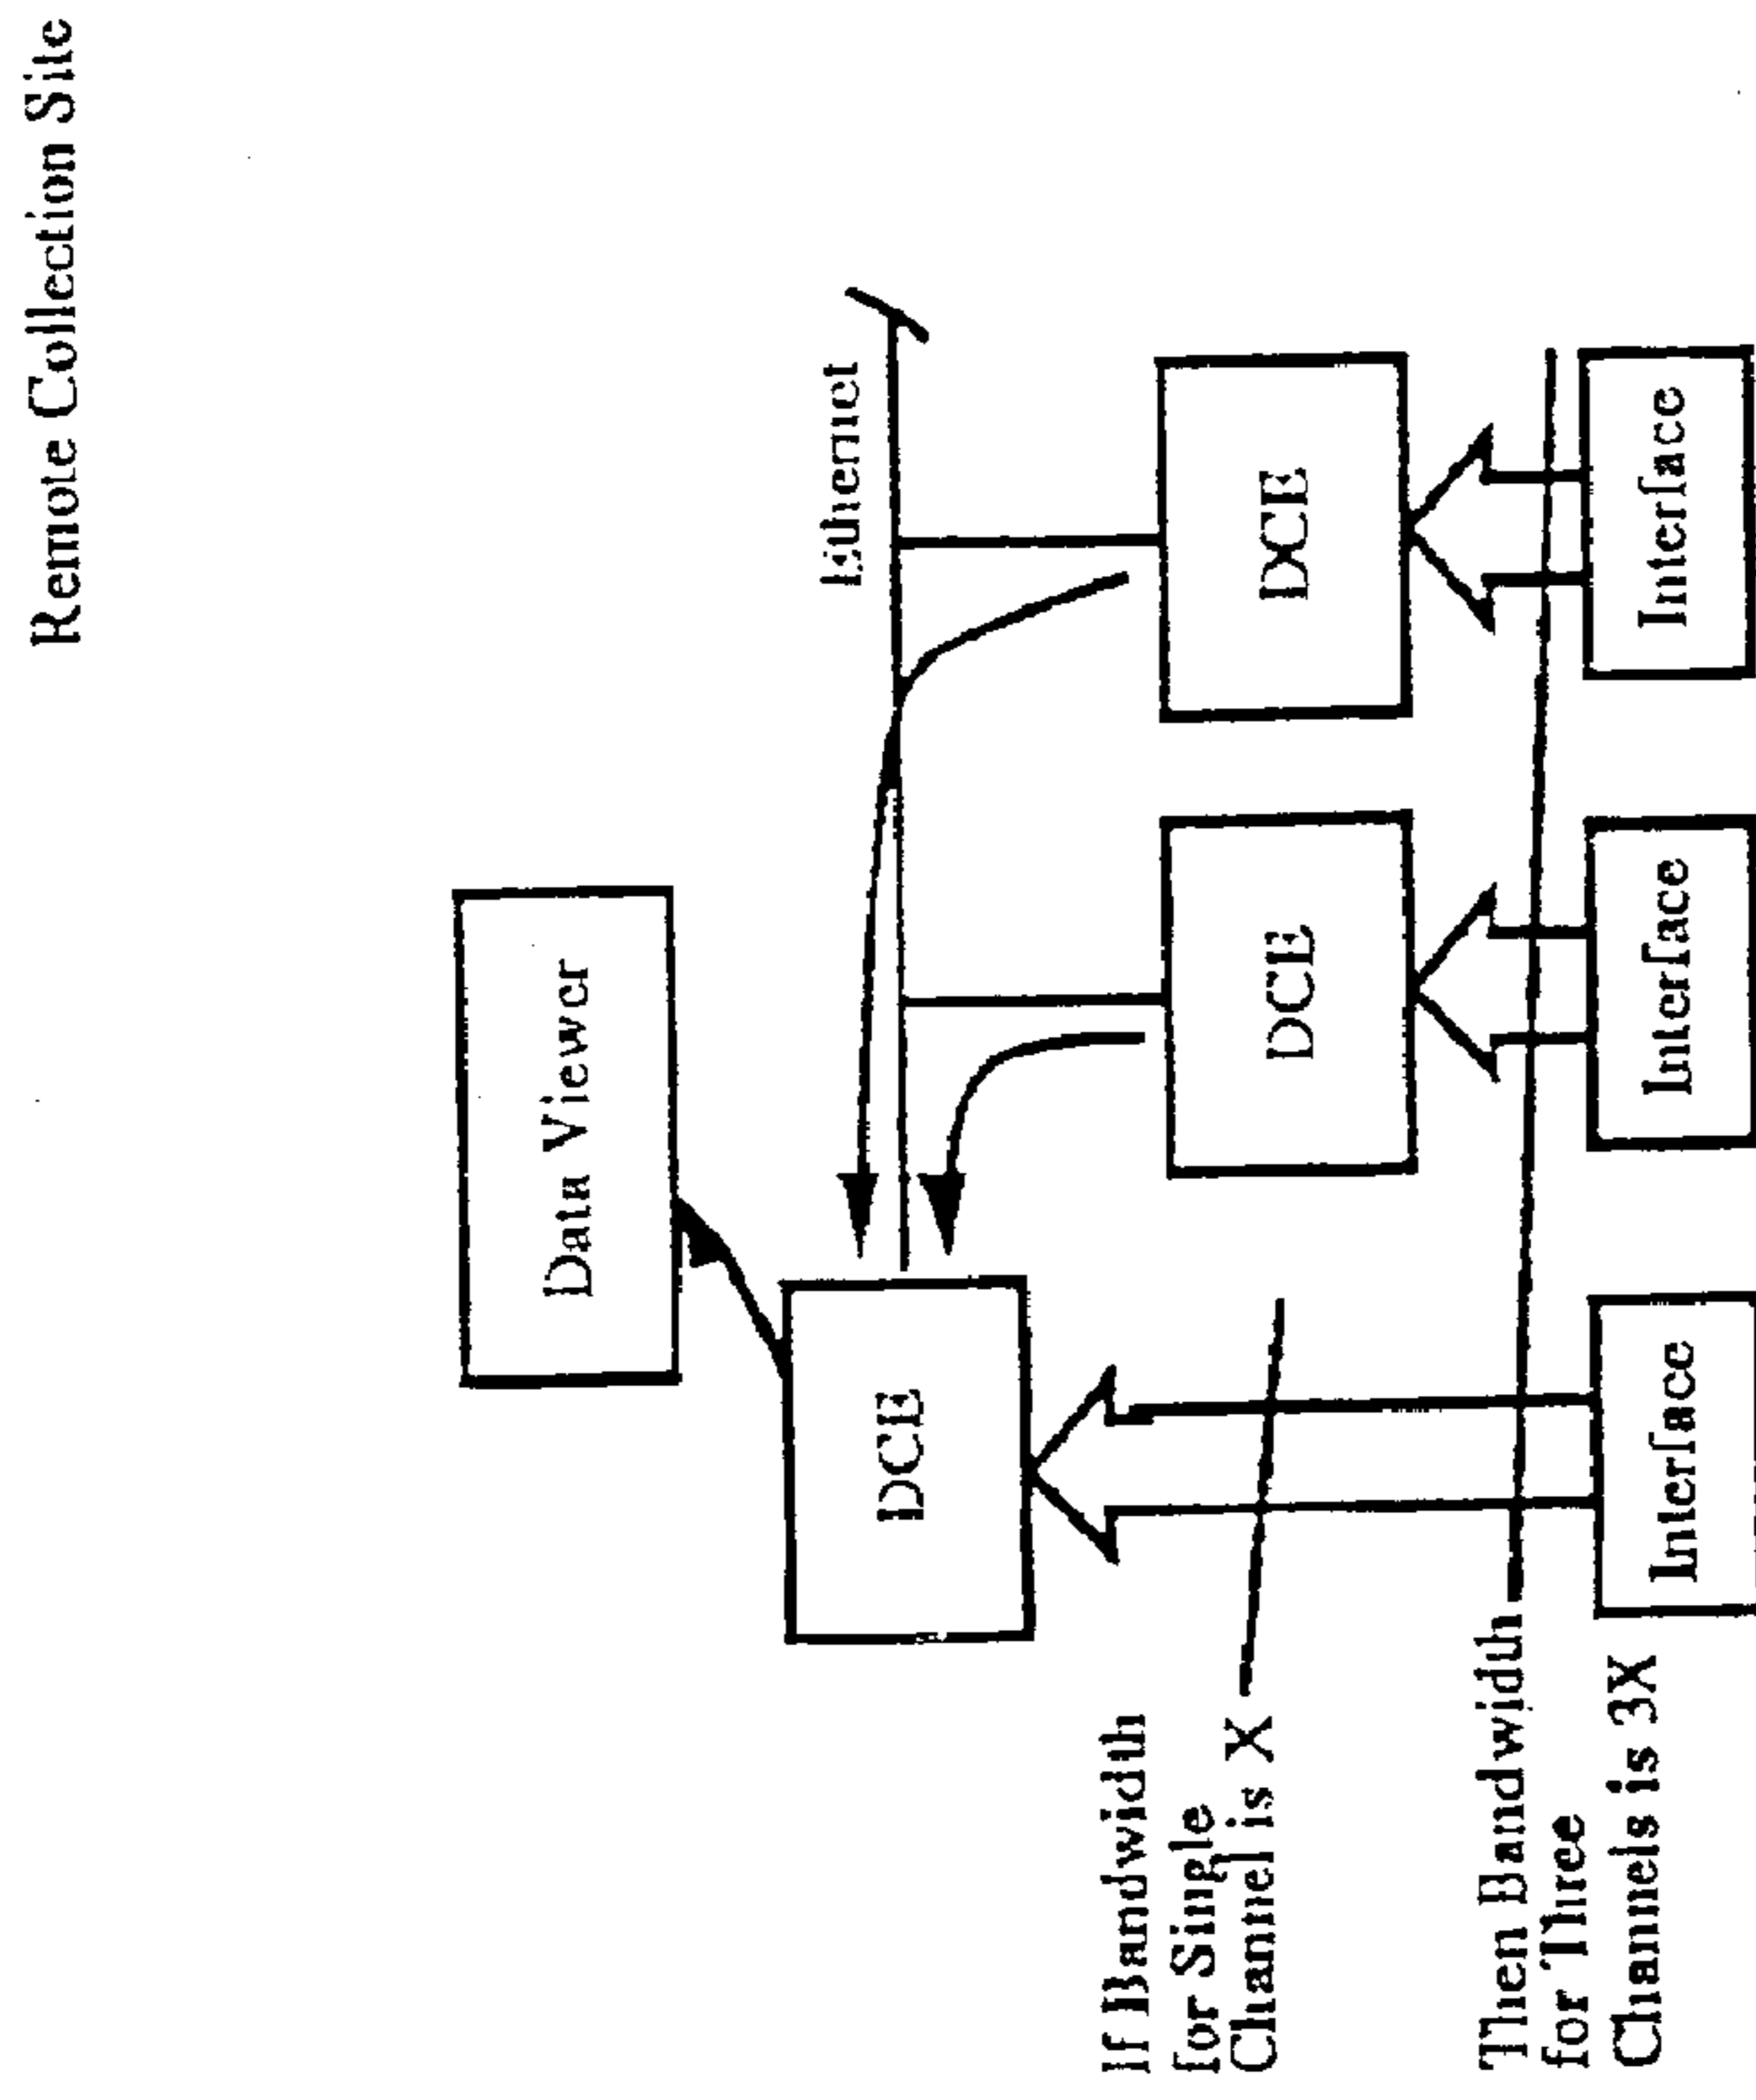 Remote Collection Site
Data Viewer
Ethernet
DCE
DCE
DCE
If Bandwidth
for Single
Channel is X
Then Bandwidth
for Three
Channels is 3X
Interface
Interface
Interface